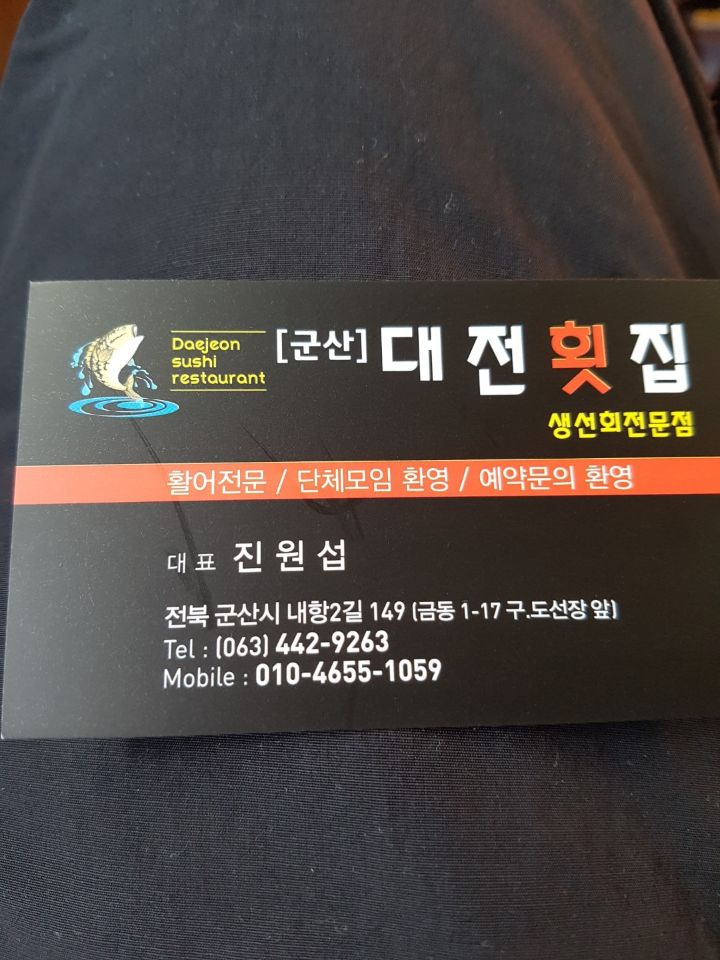 Daejeon
sushi
restaurant
[군산] 대전횟집
생선회전문점
활어전문 / 단체모임 환영 / 예약문의 환영
대표 진원섭
전북 군산시 내항2길 149 (금동 1-17 구.도선장 앞)
Tel : (063) 442-9263
Mobile : 010-4655-1059